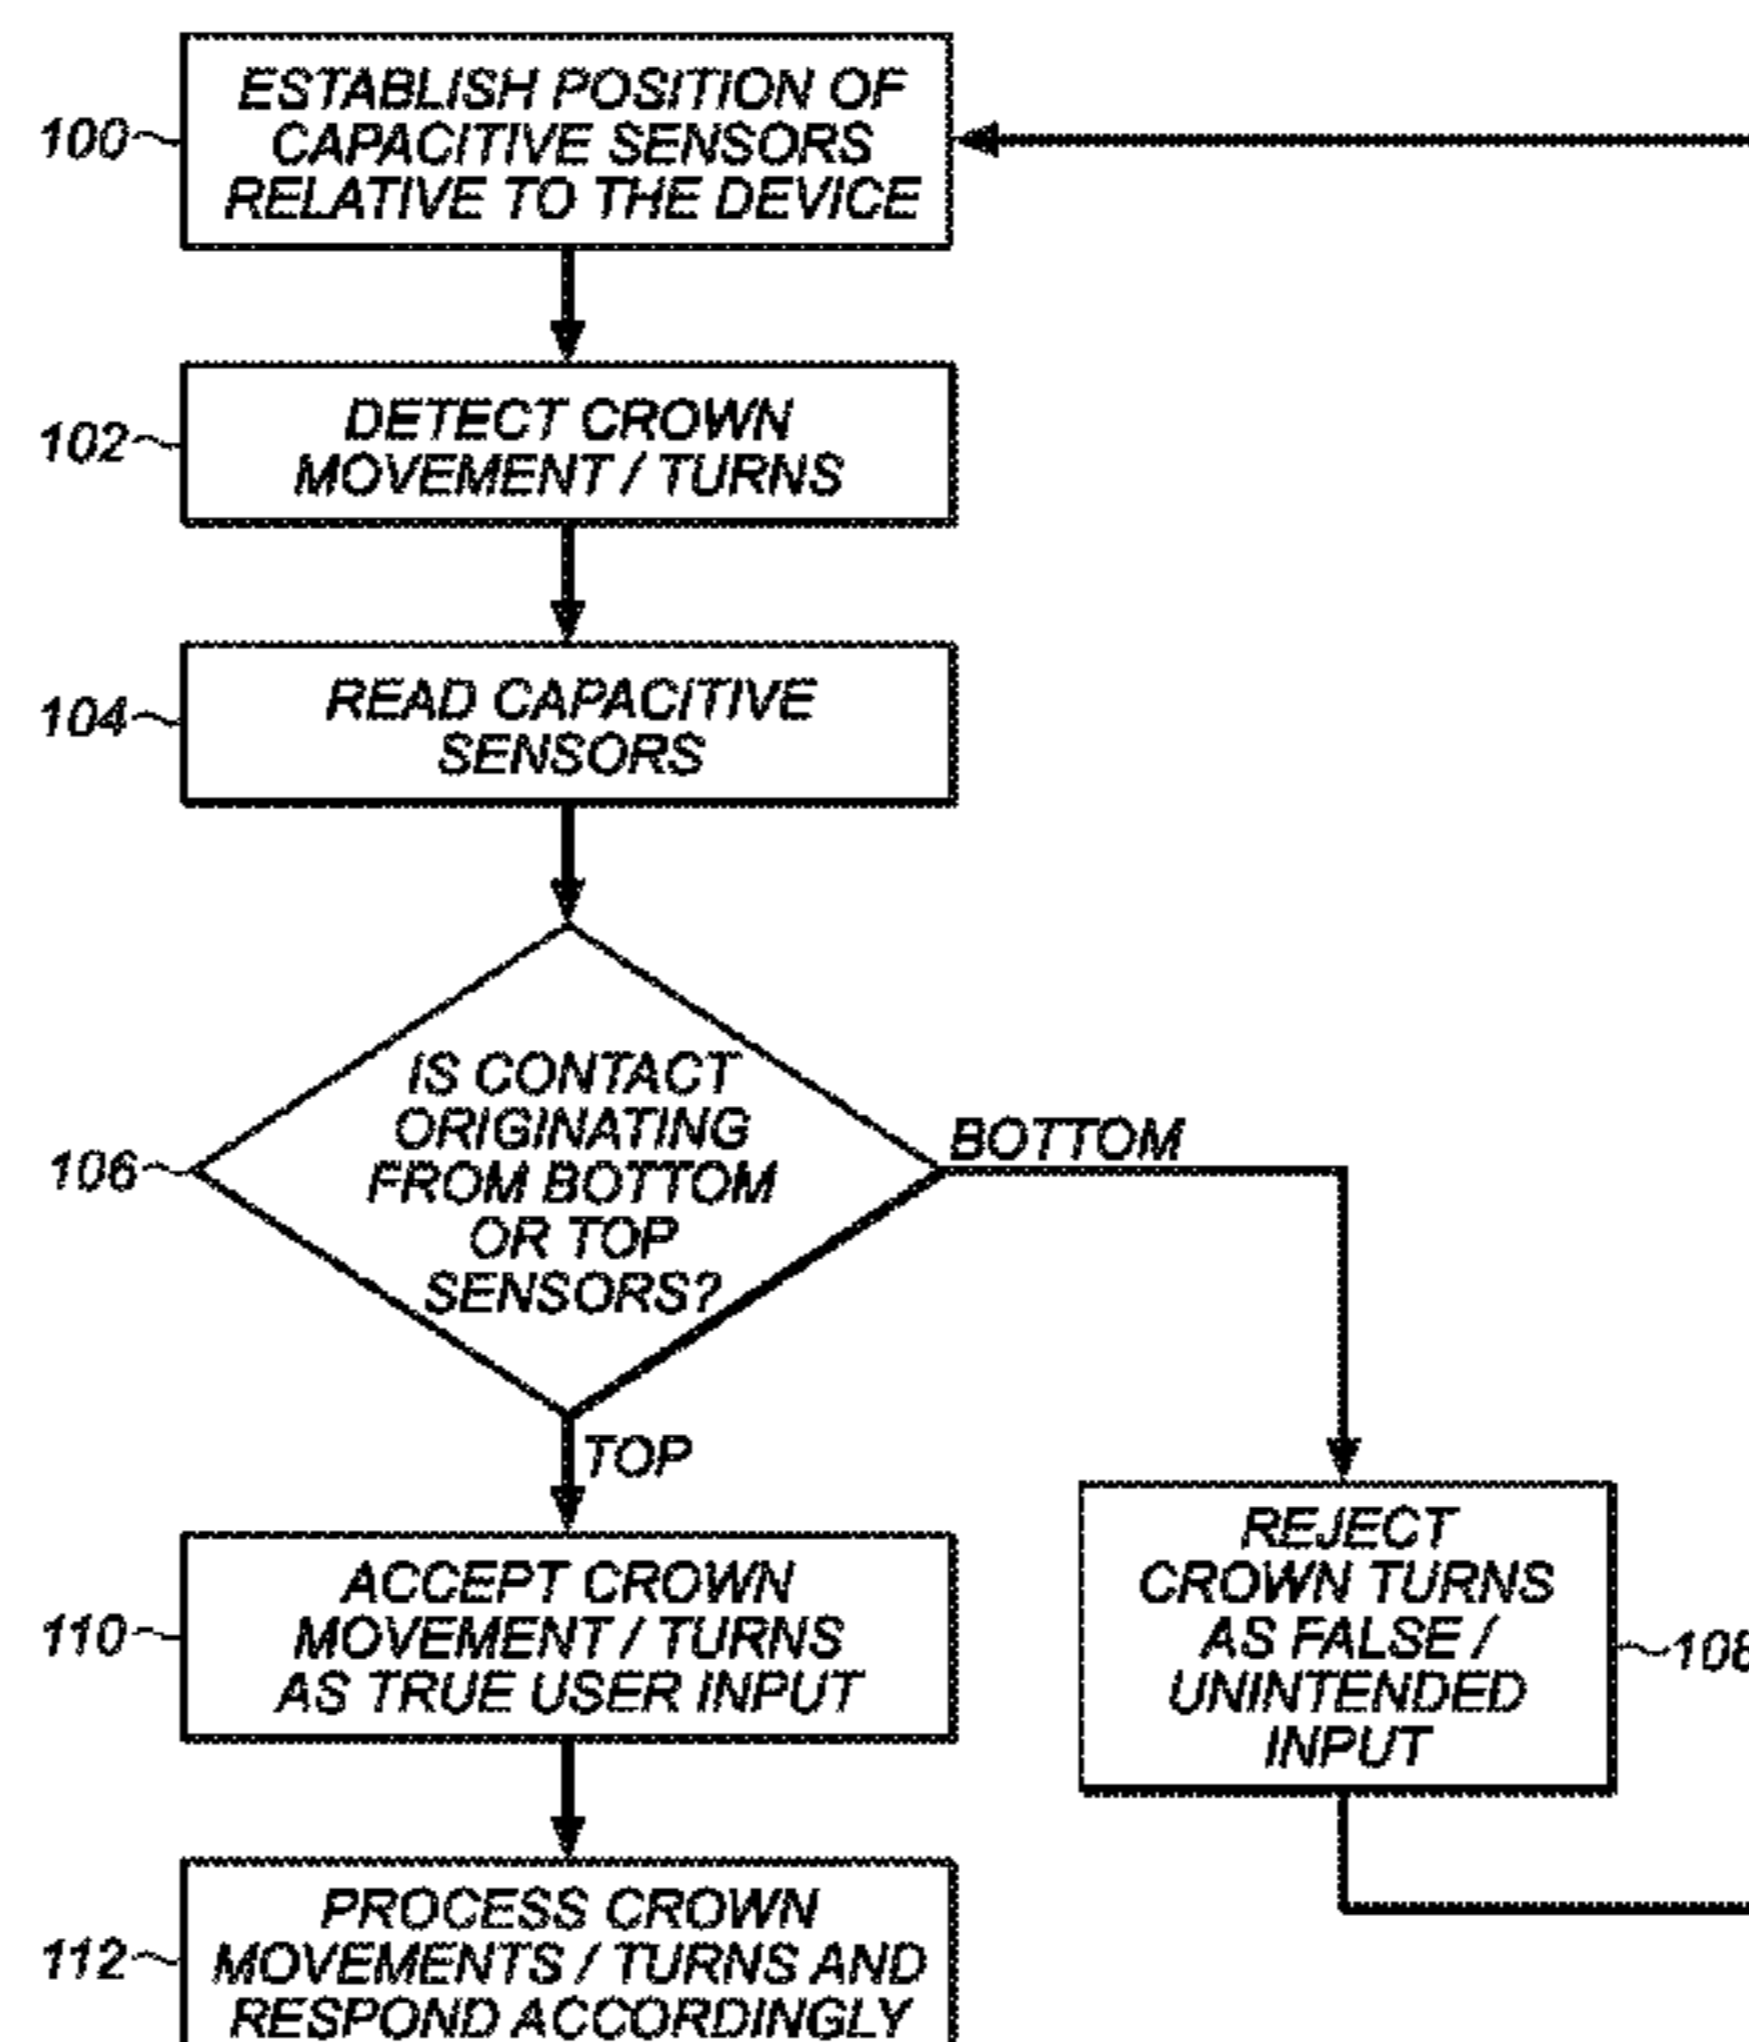 ESTABLISH POSITION OF
CAPACITIVE SENSORS
RELATIVE TO THE DEVICE
100
DETECT CROWN
MOVEMENT / TURNS
102
READ CAPACITIVE
SENSORS
104
IS CONTACT
ORIGINATING
FROM BOTTOM
OR TOP
SENSORS?
106
BOTTOM
TOP
REJECT
CROWN TURNS
AS FALSE /
UNINTENDED
INPUT
108
ACCEPT CROWN
MOVEMENT / TURNS
AS TRUE USER INPUT
110
PROCESS CROWN
MOVEMENTS / TURNS AND
RESPOND ACCORDINGLY
112